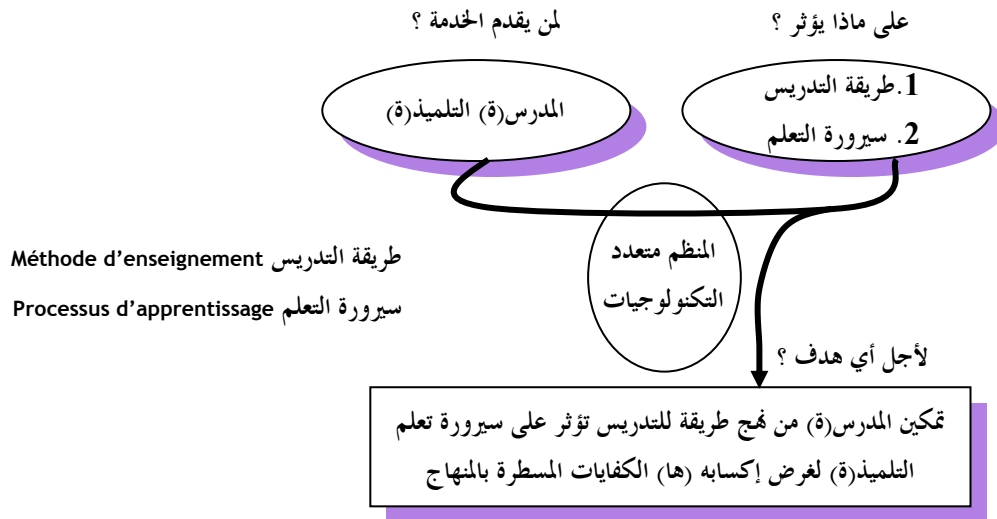 على ماذا يؤثر ؟
لمن يقدم الخدمة ؟
1.طريقة التدريس
2. سيرورة التعلم
المدرس(ة) التلميذ(ة)
المنظم متعدد
التكنولوجيات
طريقة التدريس Méthode d'enseignement
سيرورة التعلم Processus d'apprentissage
لأجل أي هدف ؟
تمكين المدرس(ة) من نهج طريقة للتدريس تؤثر على سيرورة تعلم
التلميذ(ة) لغرض إكسابه (ها) الكفايات المسطرة بالمنهاج